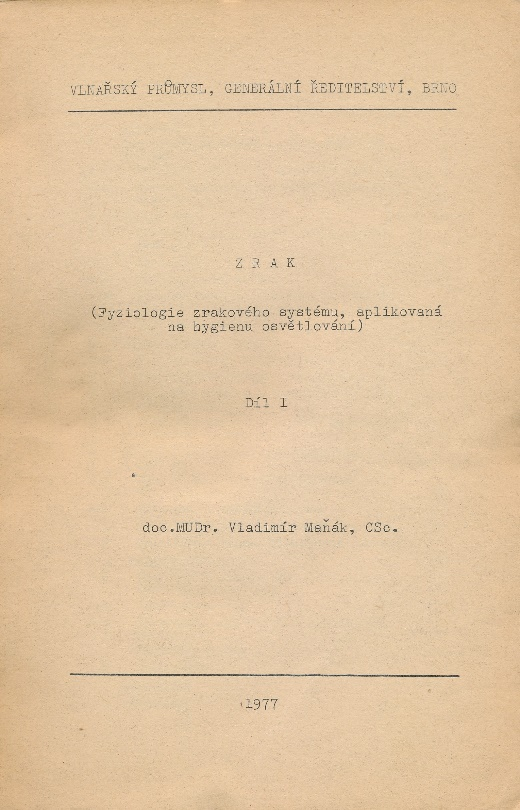 VLNAŘSKÝ PRŮMYSL, GENERÁLNÍ ŘEDITELSTVÍ, BRNO
Z R A K
(Fyziologie zrakového systému, aplikovaná
na hygienu osvětlování)
Díl 1
doc.MUDr. Vladimír Maňák, CSc.
1977